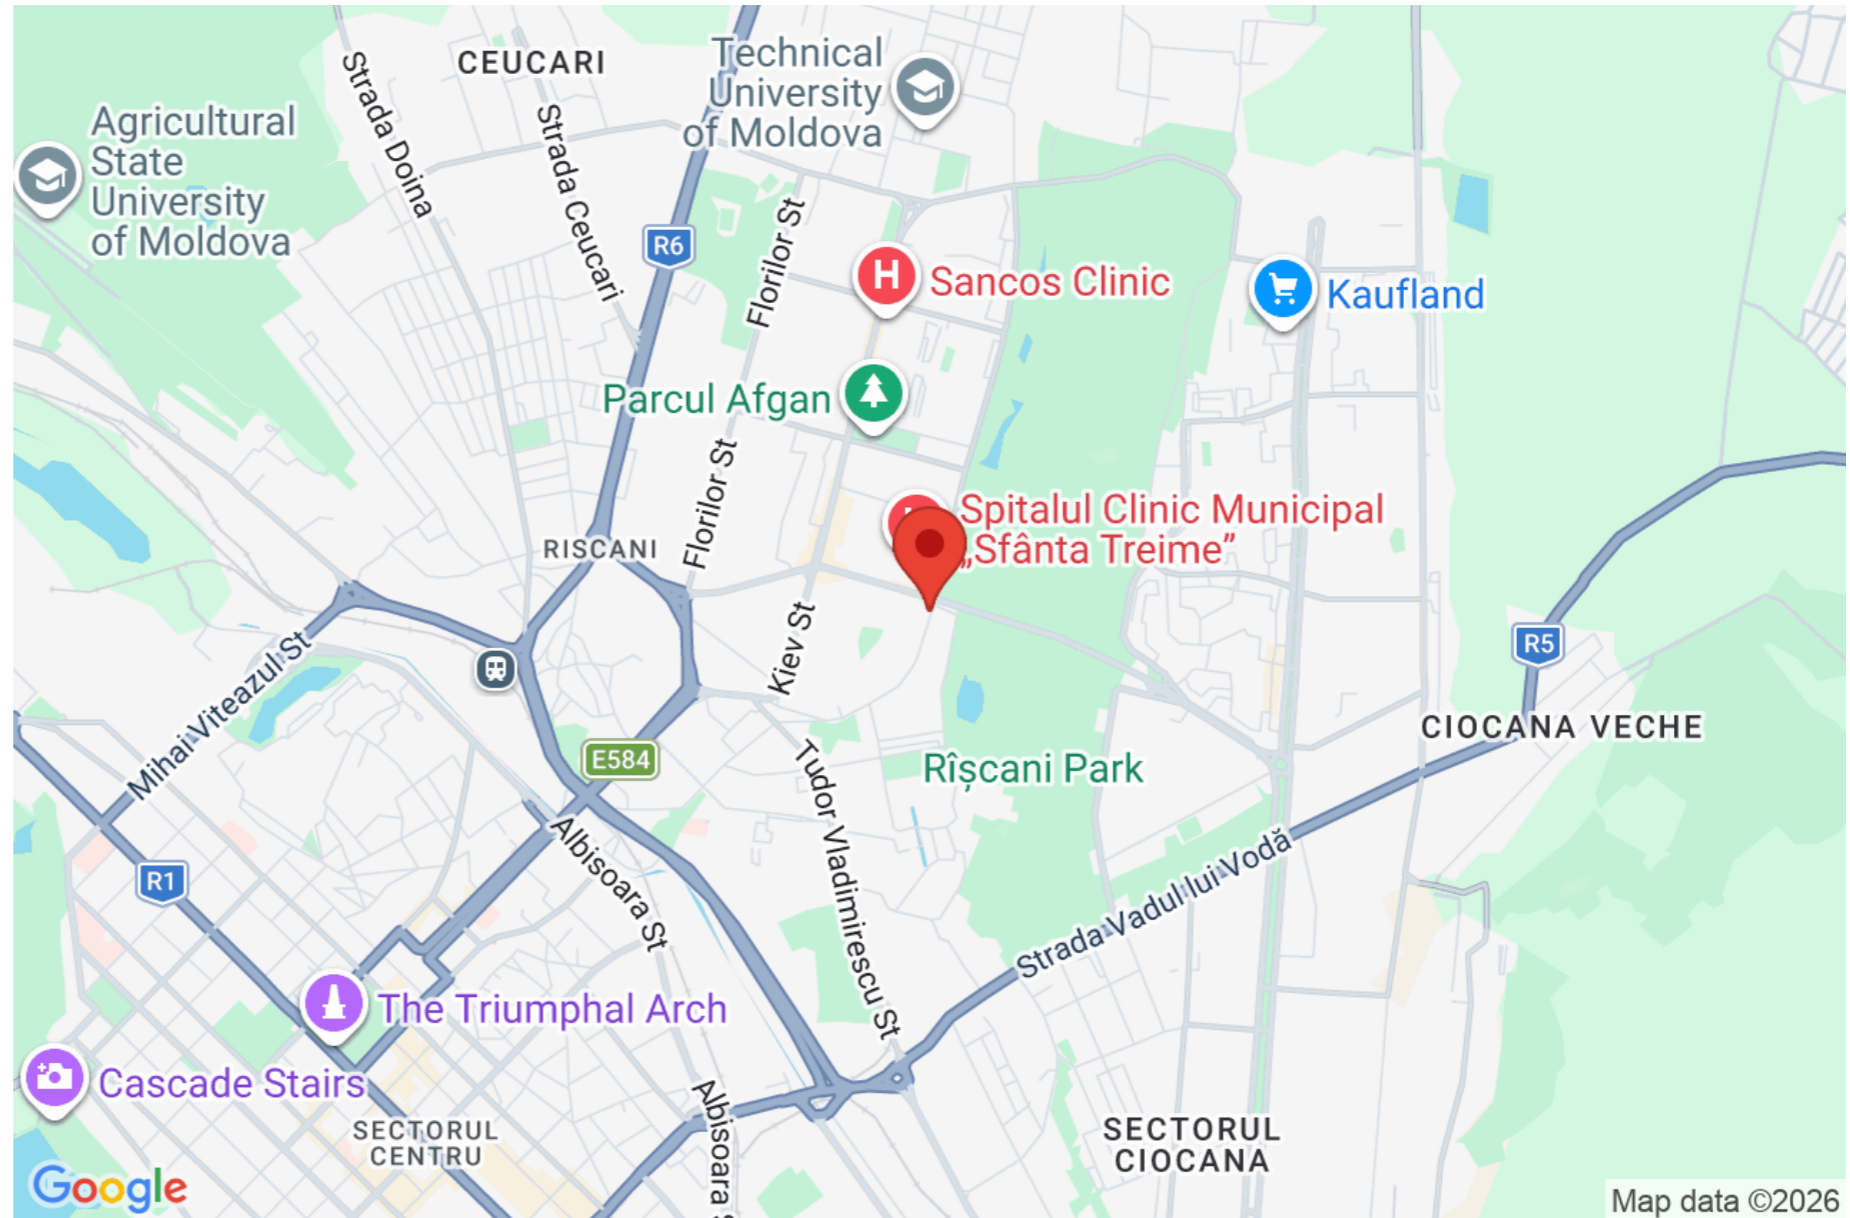 CEUCARI
Technical
University
of Moldova
Agricultural
State
University
of Moldova
Strada Doina
Strada Ceucari
R6
Florilor St
H
Sancos Clinic
Kaufland
Parcul Afgan
Florilor St
Spitalul Clinic Municipal
„Sfânta Treime”
RISCANI
Kiev St
Mihai Viteazul St
R5
CIOCANA VECHE
E584
Rîșcani Park
Tudor Vladimirescu St
Albisoara St
Strada Vadul lui Vodă
R1
The Triumphal Arch
Cascade Stairs
Albisoara S
SECTORUL
CENTRU
SECTORUL
CIOCANA
Google
Map data ©2026